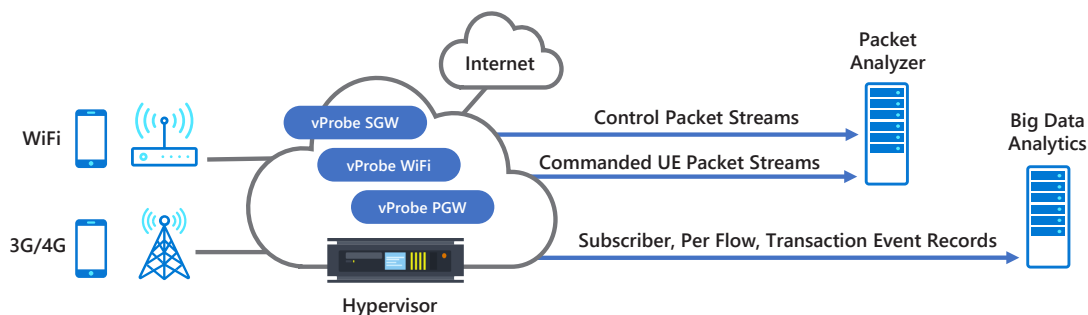 Internet
Packet
Analyzer
vProbe SGW
Control Packet Streams
Big Data
Analytics
WiFi
vProbe WiFi
Commanded UE Packet Streams
vProbe PGW
3G/4G
Subscriber, Per Flow, Transaction Event Records
Hypervisor